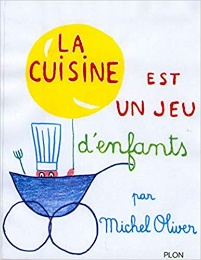 LA
CUISINE
EST
UN JEU
d'enfants
par
Michel Oliver
PLON